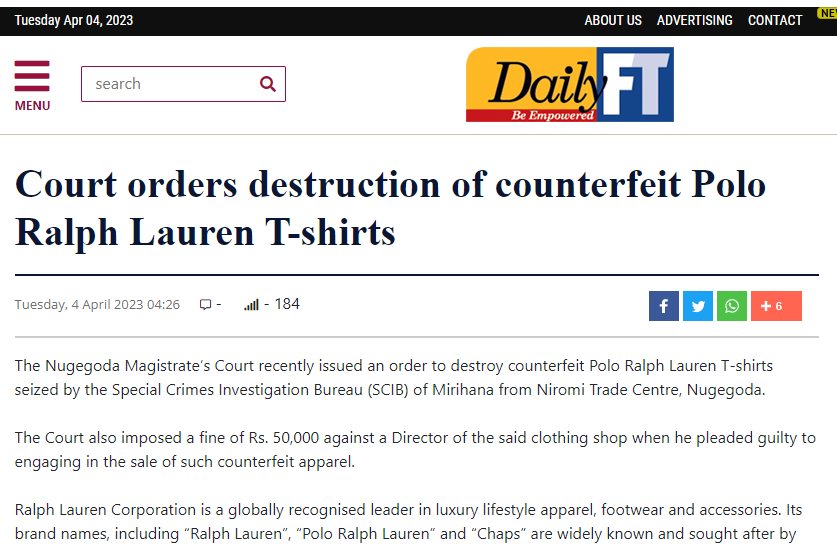 Tuesday Apr 04, 2023
ABOUT US ADVERTISING CONTACT
MENU
search
Daily FT
Be Empowered
Court orders destruction of counterfeit Polo
Ralph Lauren T-shirts
Tuesday, 4 April 2023 04:26 - - 184
+ 6
The Nugegoda Magistrate’s Court recently issued an order to destroy counterfeit Polo Ralph Lauren T-shirts
seized by the Special Crimes Investigation Bureau (SCIB) of Mirihana from Niromi Trade Centre, Nugegoda.
The Court also imposed a fine of Rs. 50,000 against a Director of the said clothing shop when he pleaded guilty to
engaging in the sale of such counterfeit apparel.
Ralph Lauren Corporation is a globally recognised leader in luxury lifestyle apparel, footwear and accessories. Its
brand names, including “Ralph Lauren”, “Polo Ralph Lauren” and “Chaps” are widely known and sought after by